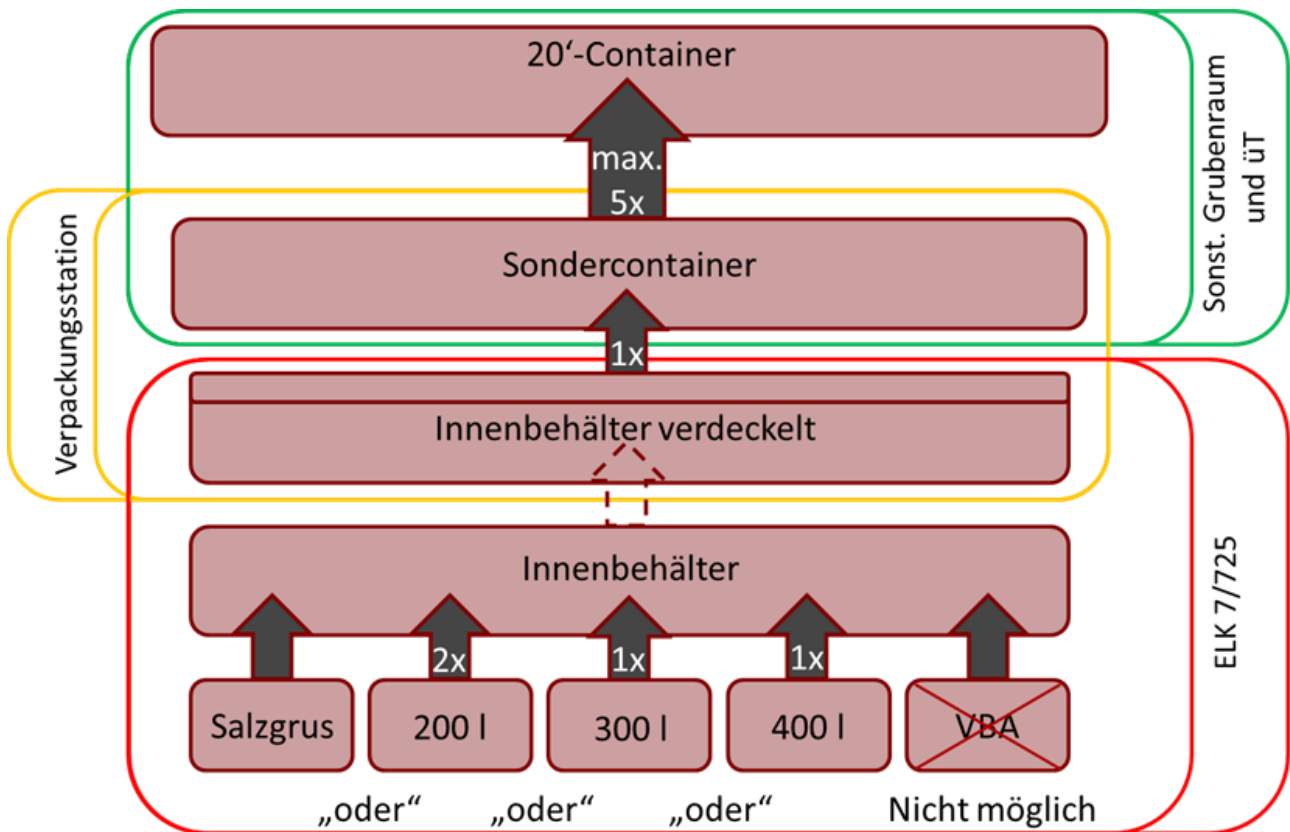 20‘-Container
max.
5x
Sondercontainer
1x
Innenbehälter verdeckelt
Innenbehälter
2x
1x
1x
Salzgrus
200 l
300 l
400 l
VBA
„oder“
„oder“
„oder“
Nicht möglich
Verpackungsstation
Sonst. Grubenraum
und üT
ELK 7/725